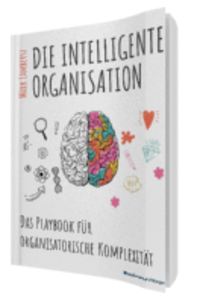 Mark Lambertz
DIE INTELLIGENTE
ORGANISATION
DAS PLAYBOOK FÜR
ORGANISATORISCHE KOMPLEXITÄT